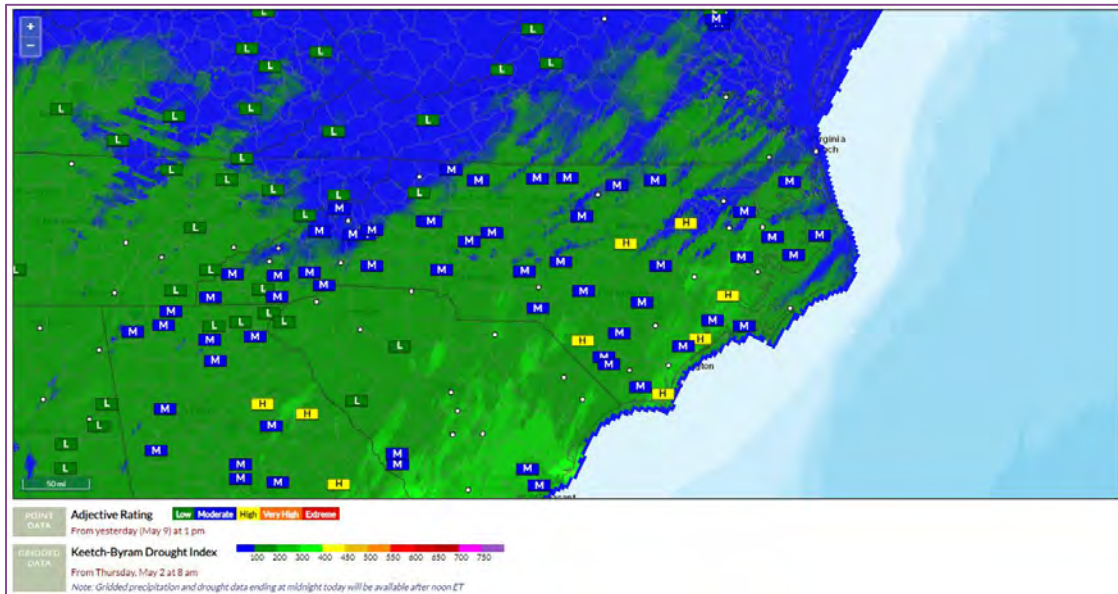 +
−
M
L
L L
L L L
L L L L
L L
L
L M
L M M M M M M
L L L
L M M M H M
L M M M M M H M M
M M
L L M M M M M M M M
L M L M M M M H
M L M
M M L L L M M M
M M L H M H
M M M
M H
L M H H L
L M
L M M
L M M M
M M H M
50 mi
POINT DATA
Adjective Rating
Low Moderate High Very High Extreme
From yesterday (May 9) at 1 pm
GRIDDED DATA
Keetch-Byram Drought Index
100 200 300 400 450 500 550 600 650 700 750
From Thursday, May 2 at 8 am
Note: Gridded precipitation and drought data ending at midnight today will be available after noon ET